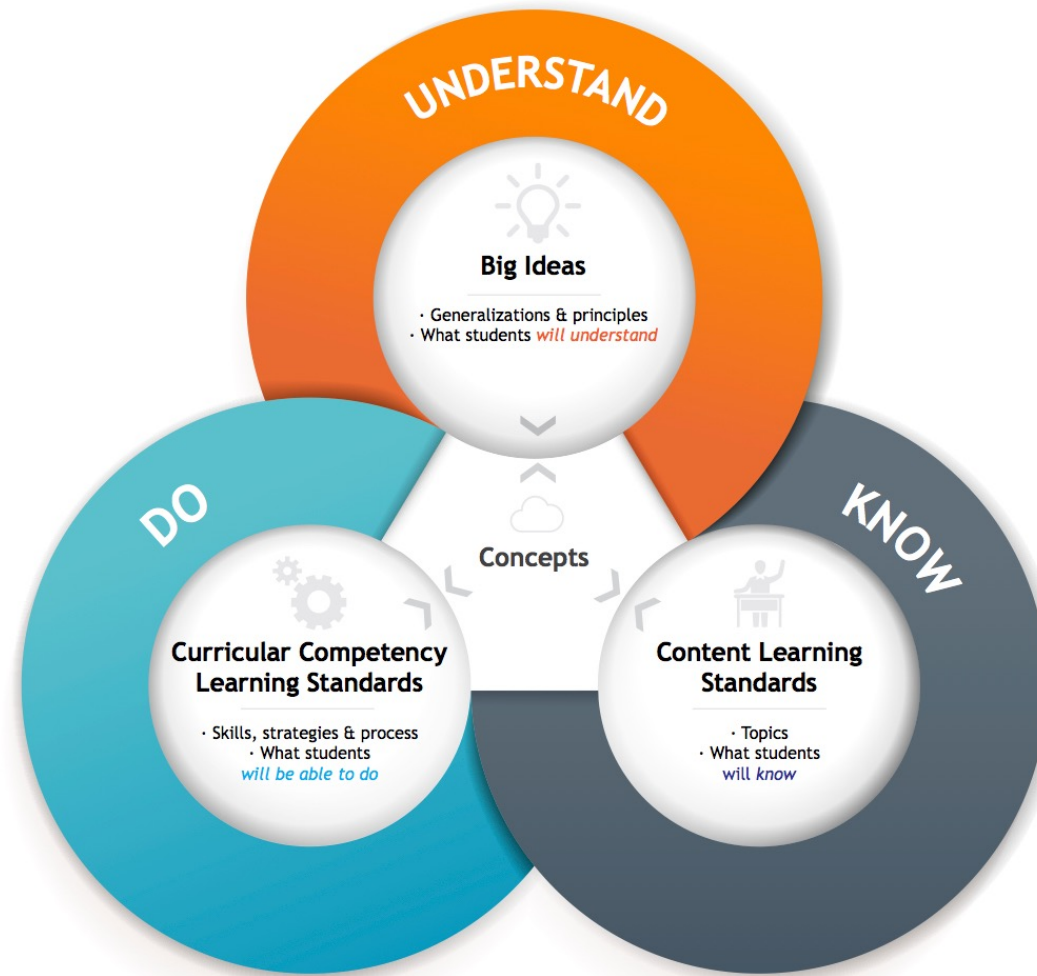 UNDERSTAND
Big Ideas
· Generalizations & principles
· What students will understand
Concepts
DO
Curricular Competency
Learning Standards
· Skills, strategies & process
· What students
will be able to do
KNOW
Content Learning
Standards
· Topics
· What students
will know